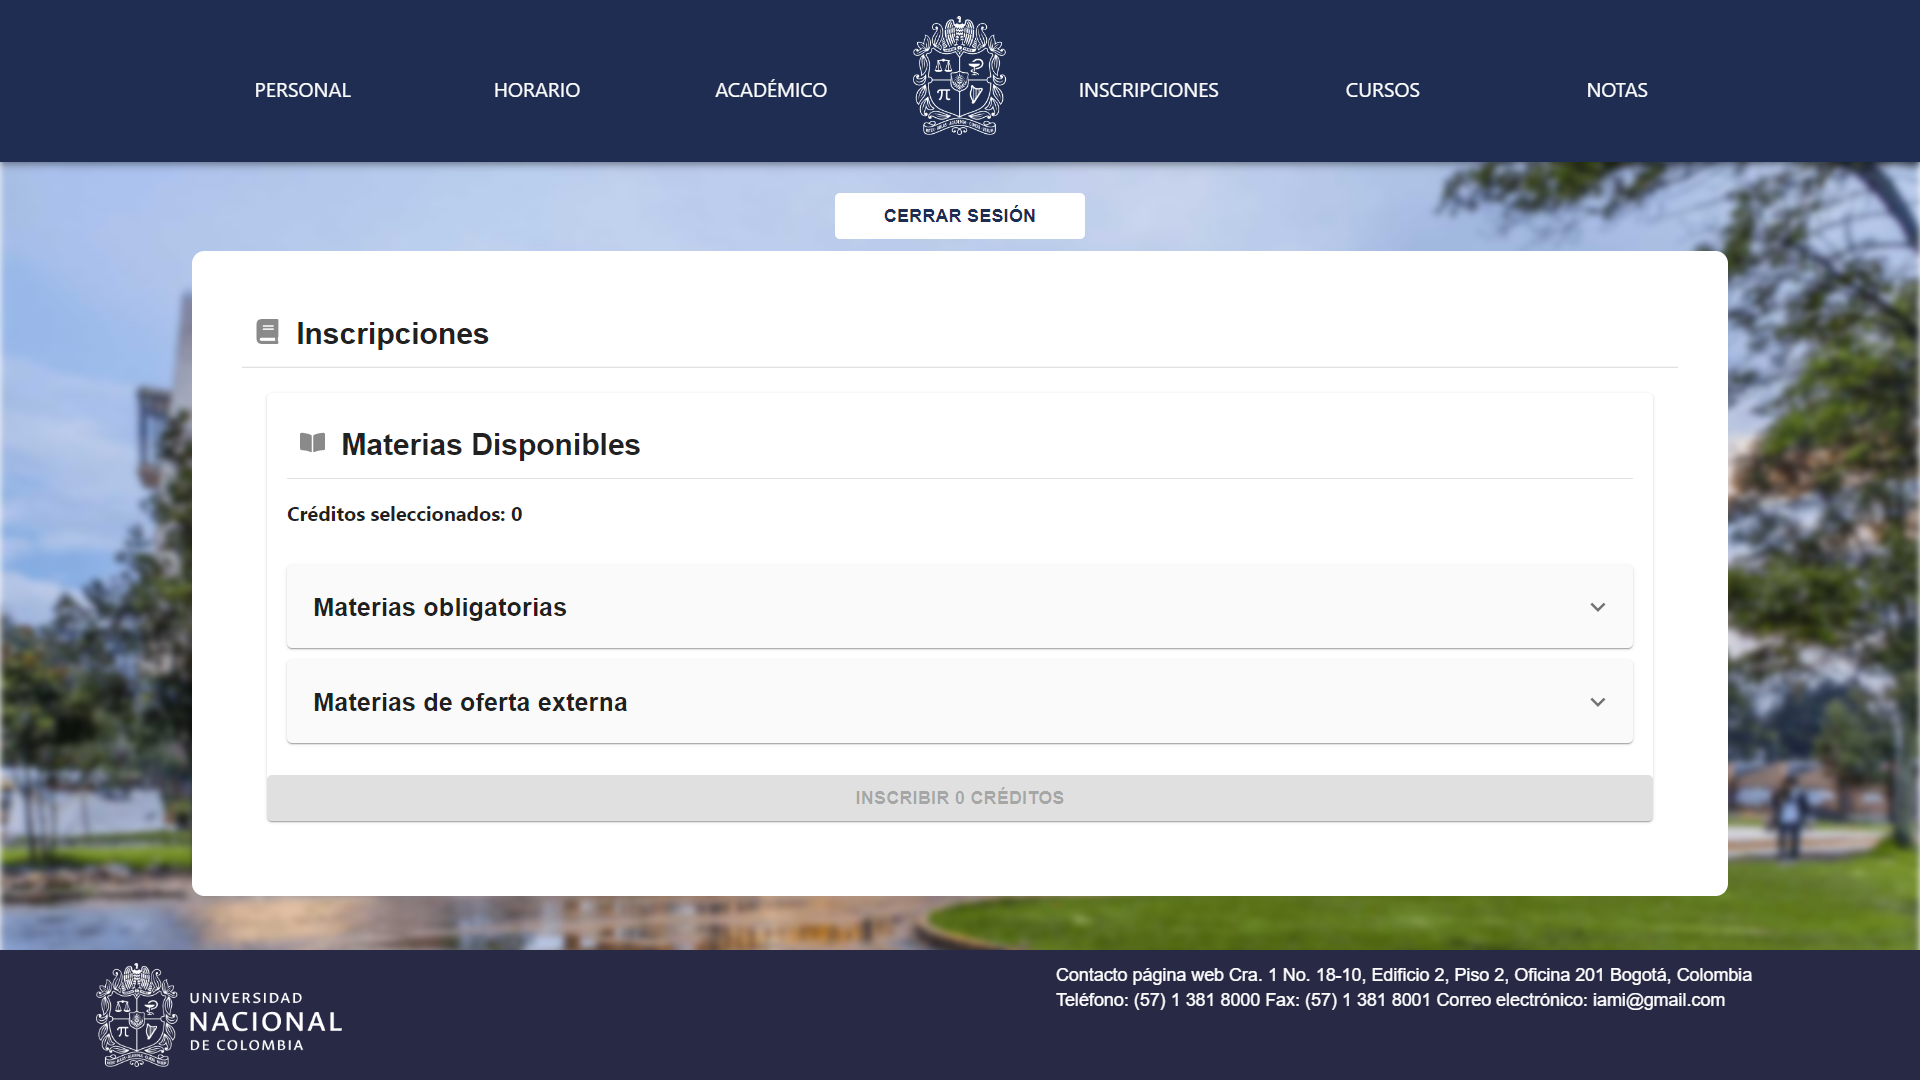 PERSONAL
HORARIO
ACADÉMICO
INSCRIPCIONES
CURSOS
NOTAS
CERRAR SESIÓN
Inscripciones
Materias Disponibles
Créditos seleccionados: 0
Materias obligatorias
Materias de oferta externa
INSCRIBIR 0 CRÉDITOS
UNIVERSIDAD
NACIONAL
DE COLOMBIA
Contacto página web Cra. 1 No. 18-10, Edificio 2, Piso 2, Oficina 201 Bogotá, Colombia
Teléfono: (57) 1 381 8000 Fax: (57) 1 381 8001 Correo electrónico: iami@gmail.com